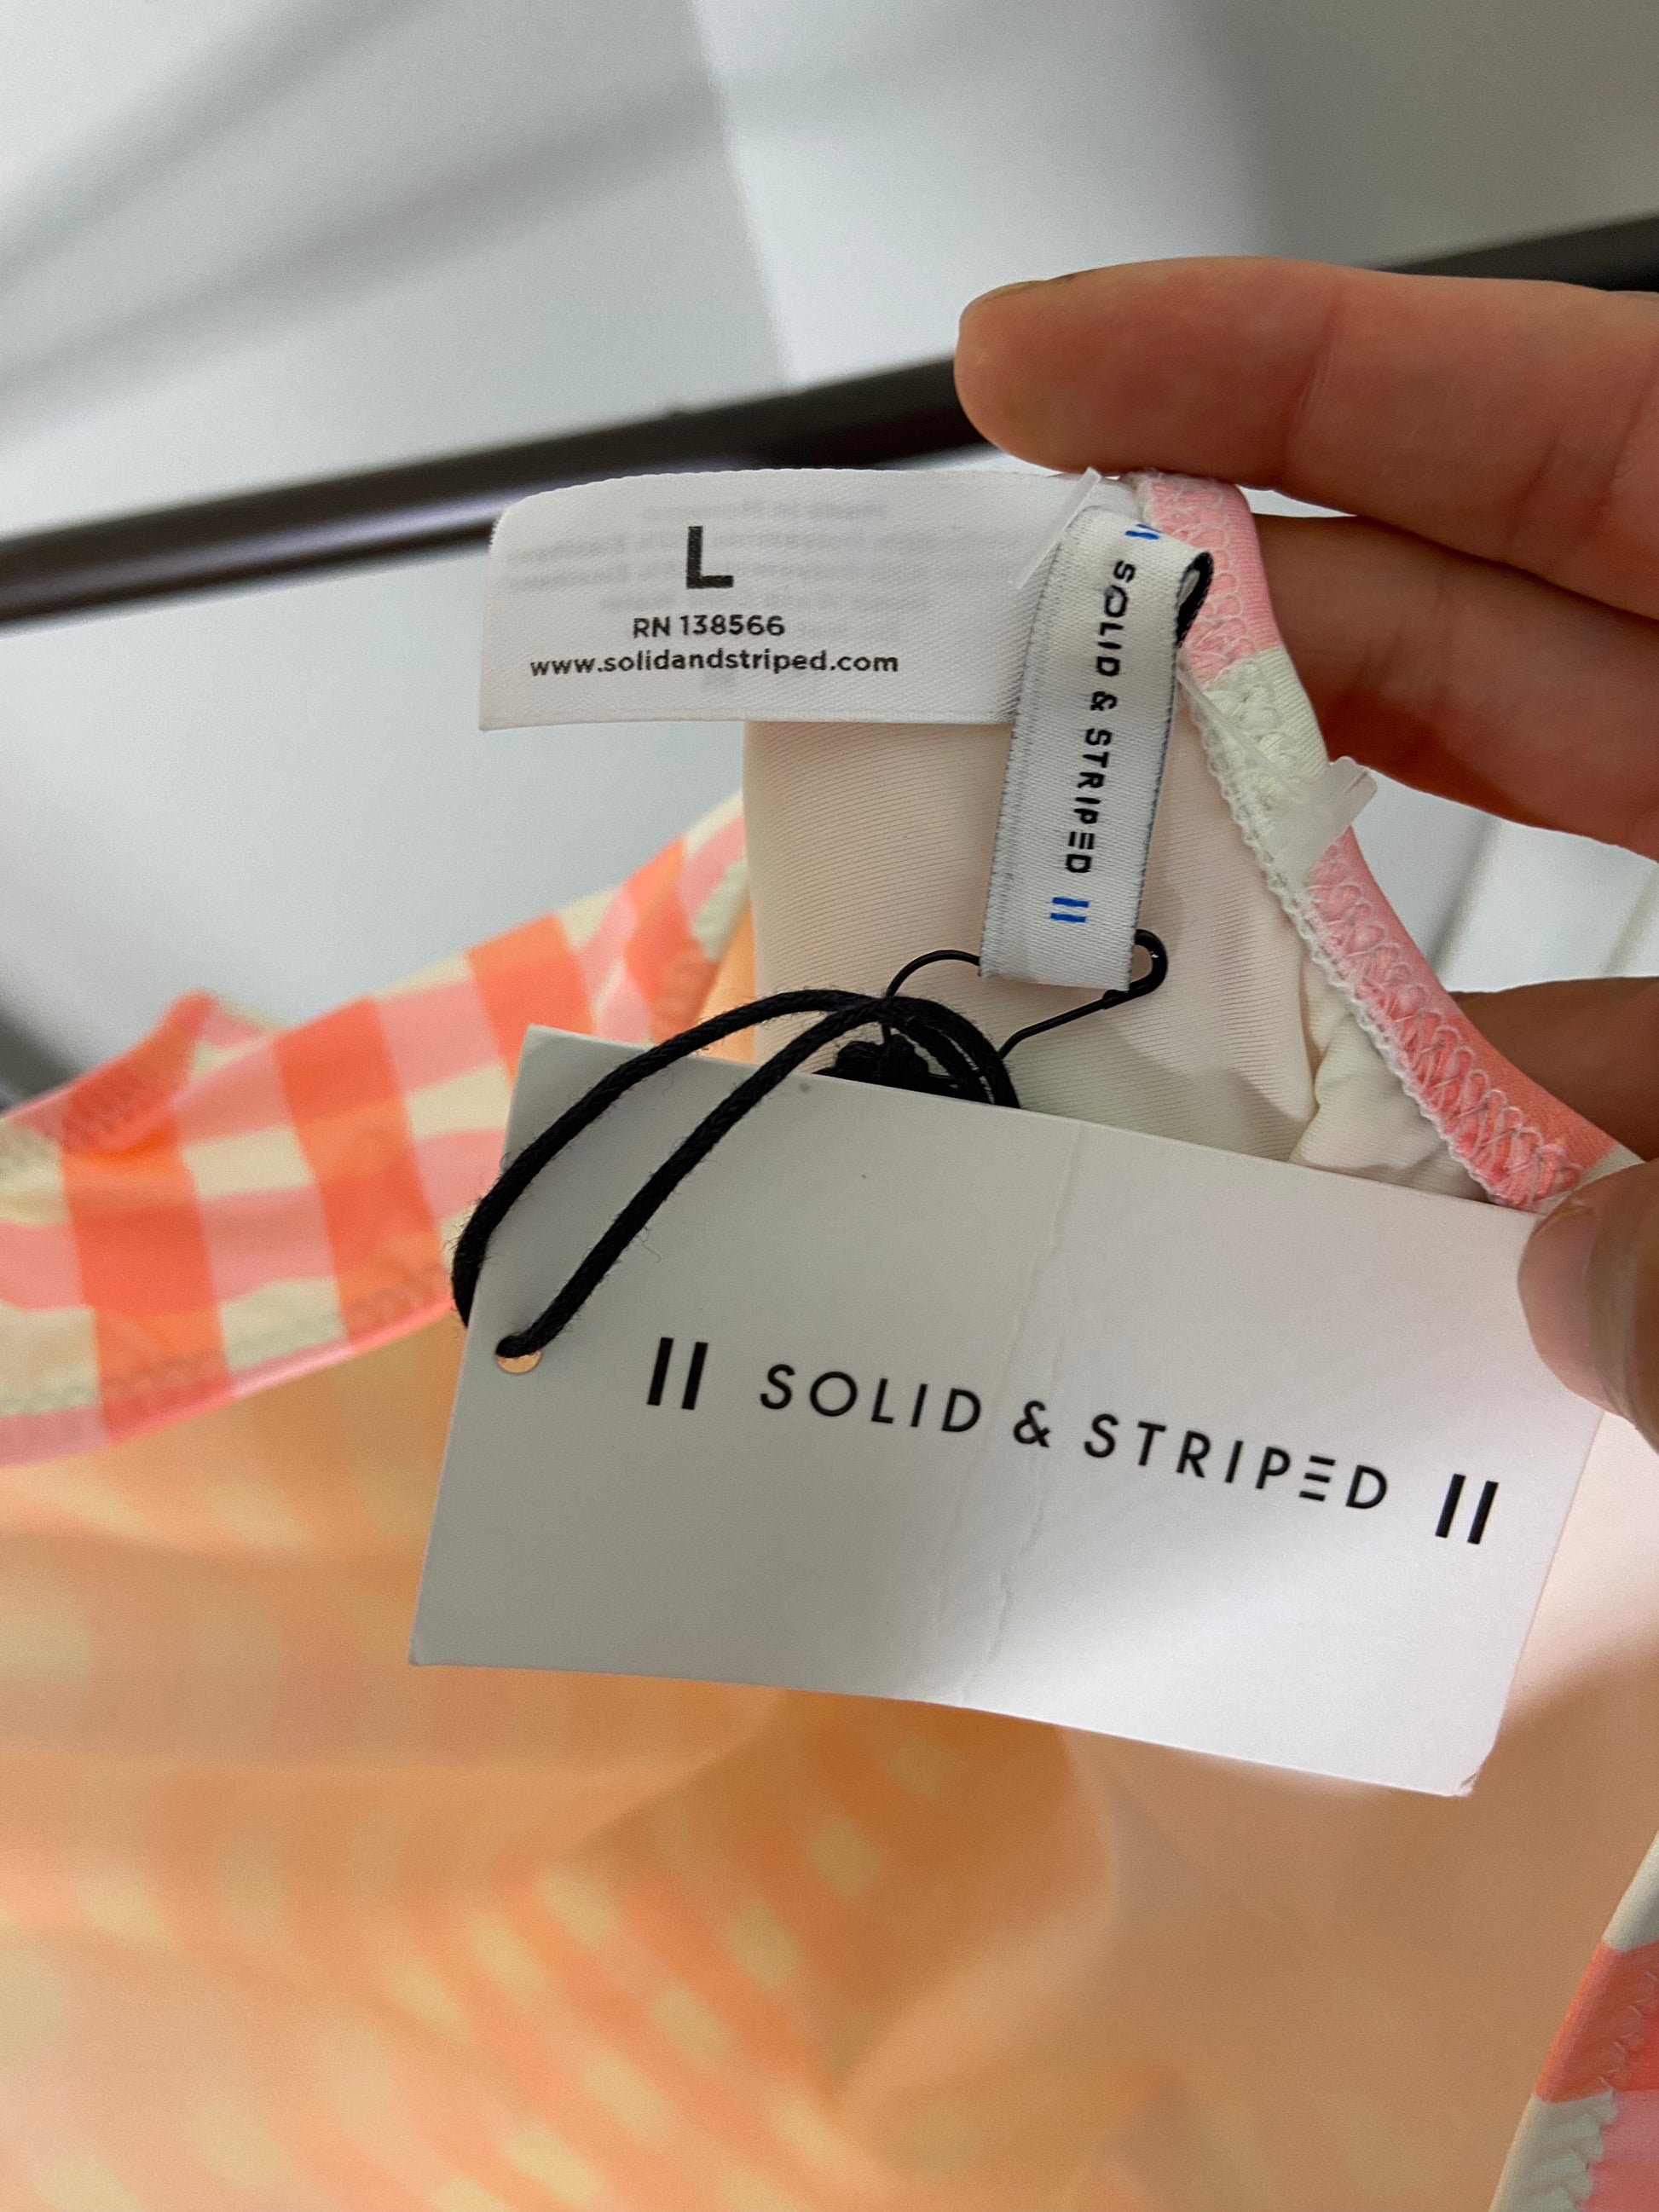 L
RN 138566
www.solidandstriped.com
SOLID & STRIPED
SOLID & STRIPED